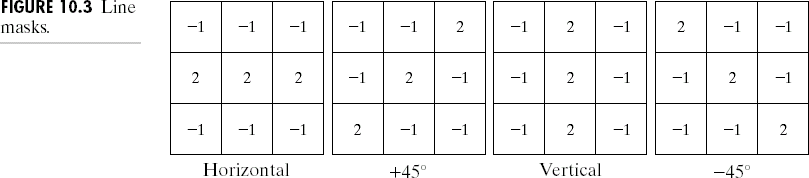 FIGURE 10.3 Line
masks.
−1 −1 −1 −1 −1 2 −1 2 −1 2 −1 −1
2 2 2 −1 2 −1 −1 2 −1 −1 2 −1
−1 −1 −1 2 −1 −1 −1 2 −1 −1 −1 2
Horizontal +45° Vertical −45°